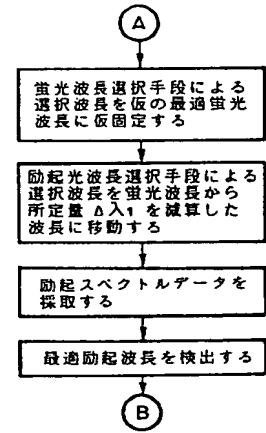 A
蛍光波長選択手段による
選択波長を仮の最適蛍光
波長に仮固定する
励起光波長選択手段による
選択波長を蛍光波長から
所定量 Δ入1 を減算した
波長に移動する
励起スペクトルデータを
採取する
最適励起波長を検出する
B